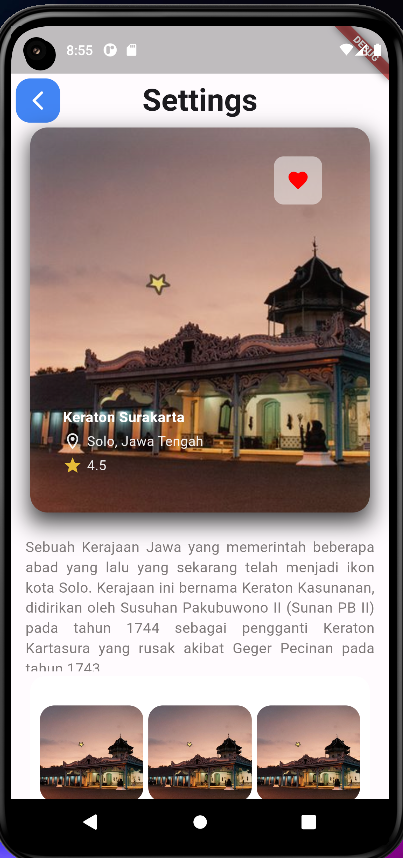 8:55
DEBUG
Settings
Keraton Surakarta
Solo, Jawa Tengah
4.5
Sebuah Kerajaan Jawa yang memerintah beberapa
abad yang lalu yang sekarang telah menjadi ikon
kota Solo. Kerajaan ini bernama Keraton Kasunanan,
didirikan oleh Susuhan Pakubuwono II (Sunan PB II)
pada tahun 1744 sebagai pengganti Keraton
Kartasura yang rusak akibat Geger Pecinan pada
tahun 1743